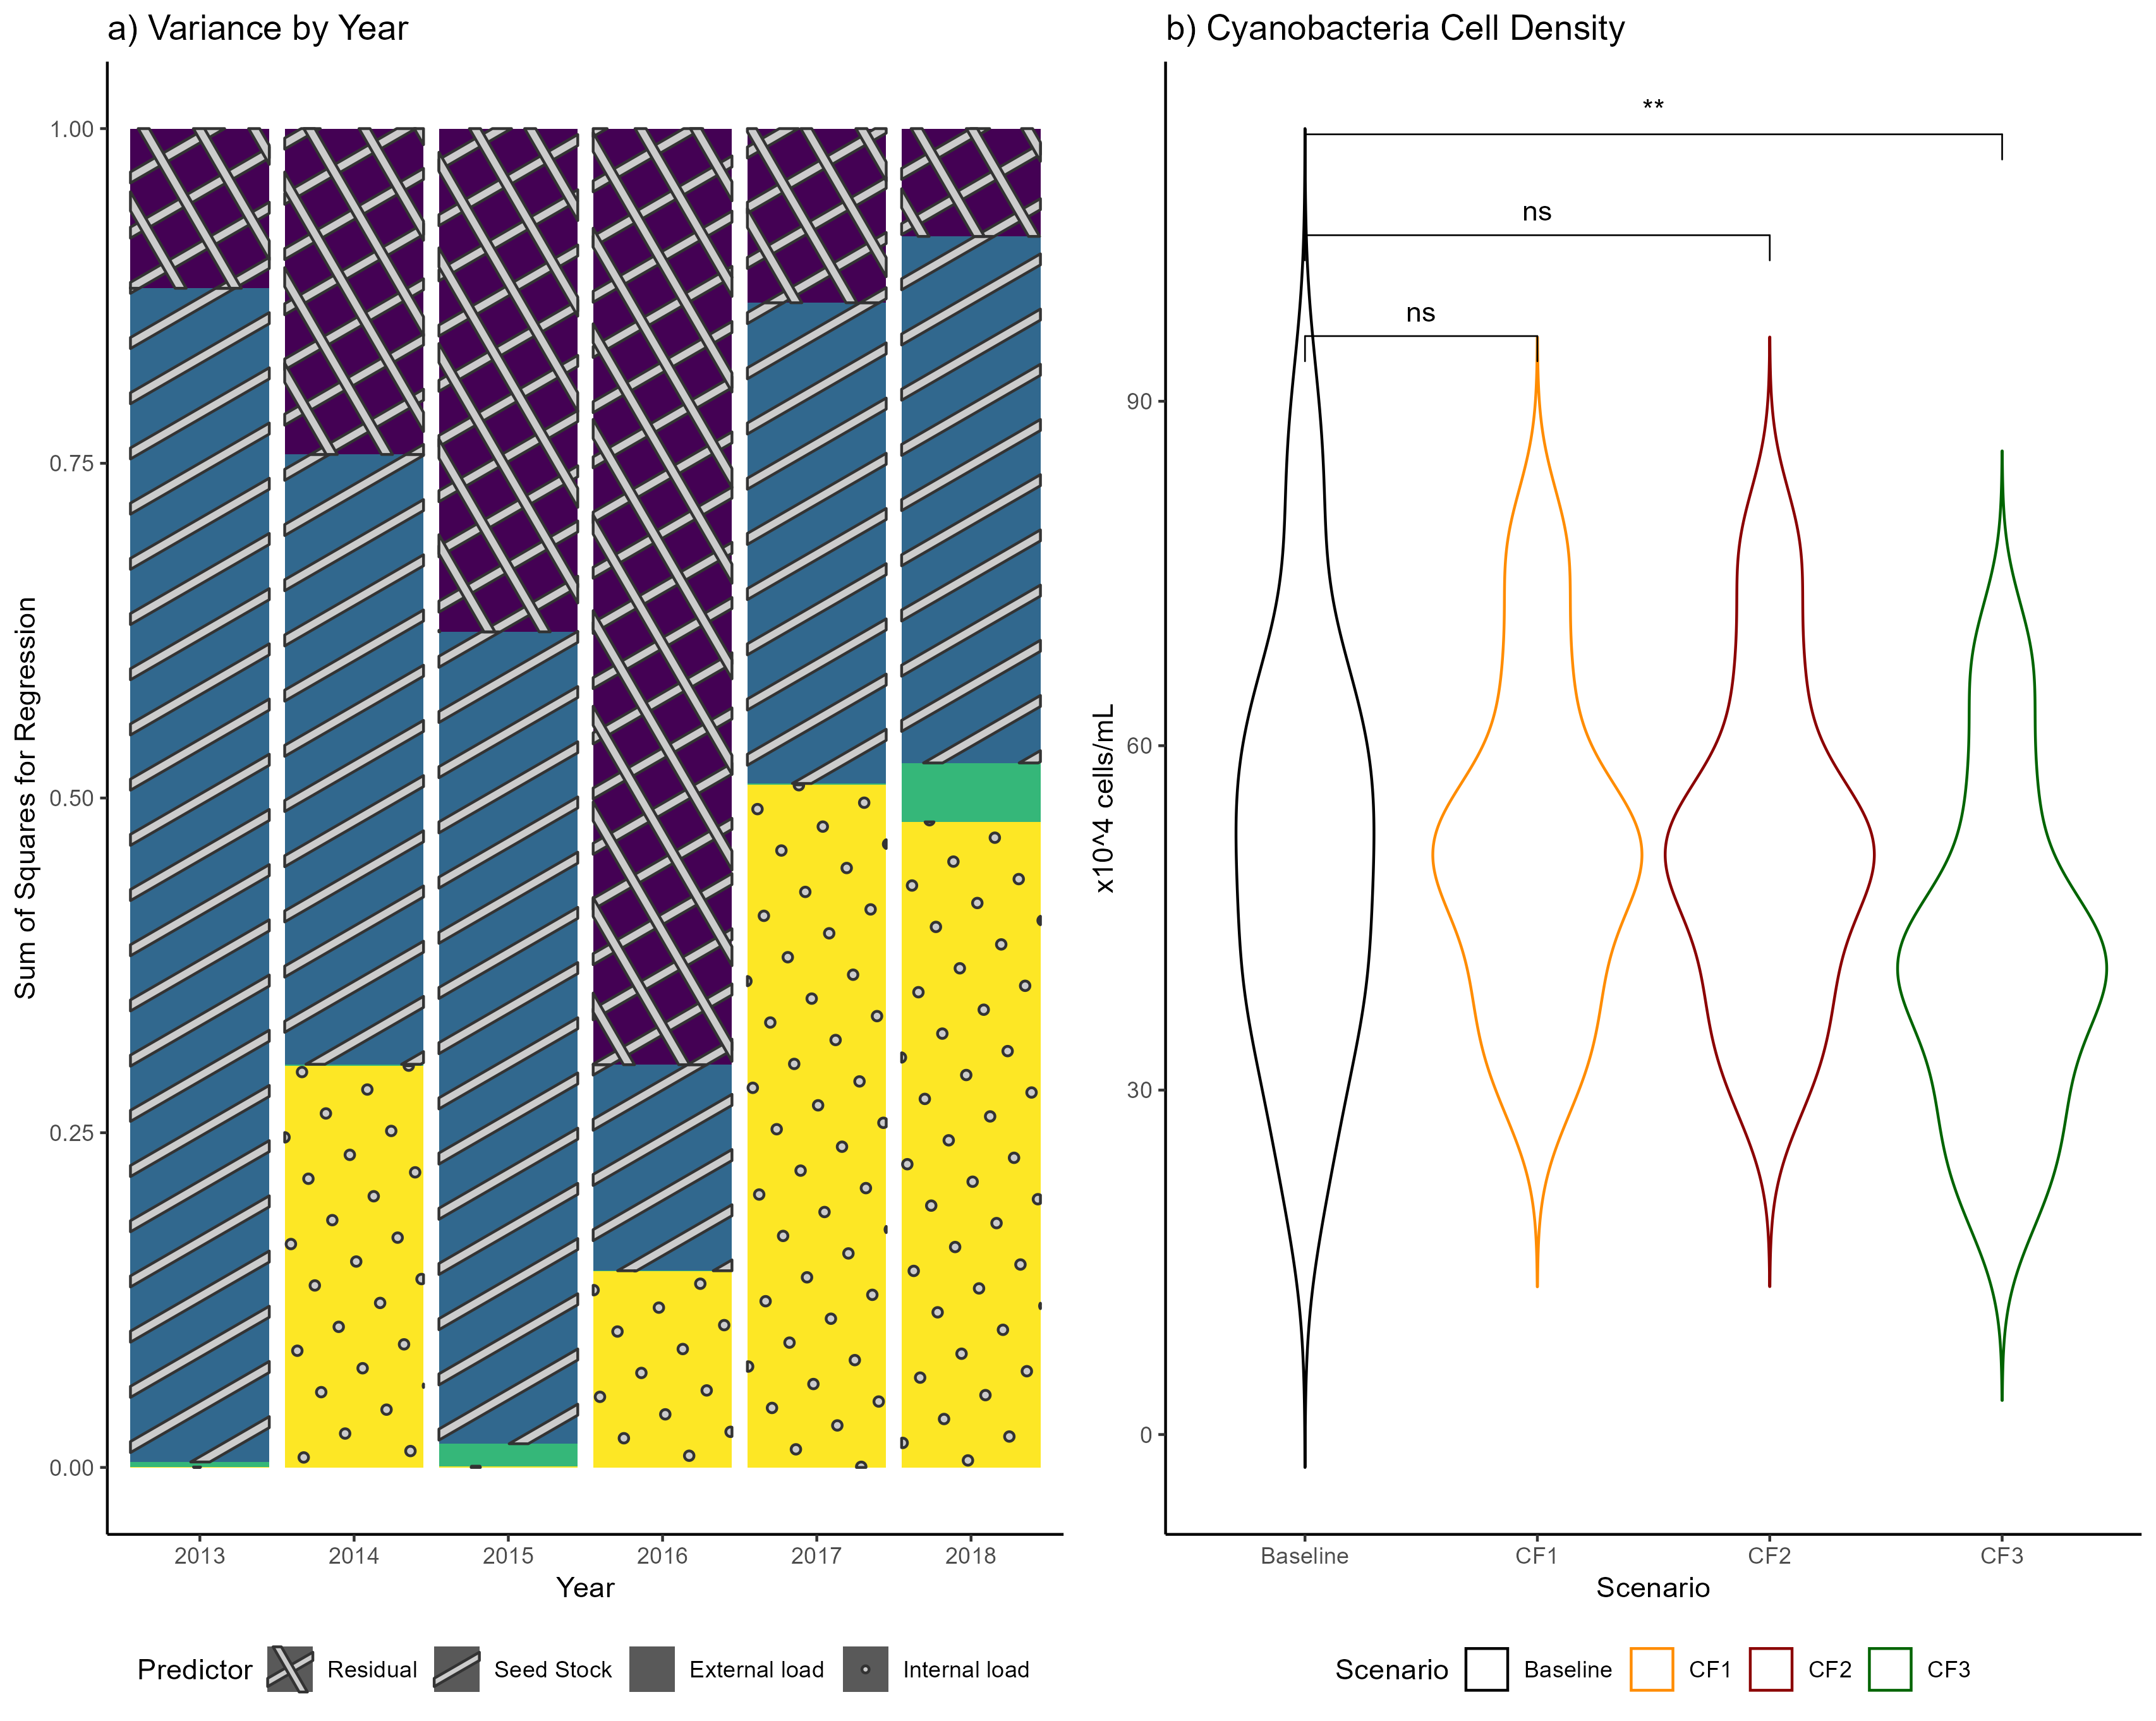 a) Variance by Year
Sum of Squares for Regression
1.00
0.75
0.50
0.25
0.00
2013 2014 2015 2016 2017 2018
Year
Predictor Residual Seed Stock External load Internal load
b) Cyanobacteria Cell Density
x10^4 cells/mL
90
60
30
0
**
ns
ns
Baseline CF1 CF2 CF3
Scenario
Scenario Baseline CF1 CF2 CF3